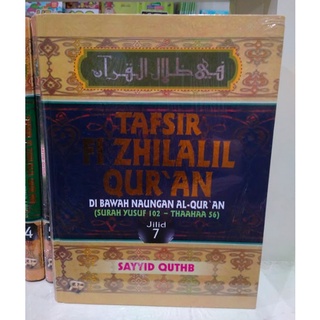 في ظلال القرآن
TAFSIR
FI ZHILALIL
QUR`AN
DI BAWAH NAUNGAN AL-QUR`AN
(SURAH YUSUF 102 - THAAHAA 56)
Jilid
7
SAYYID QUTHB
4